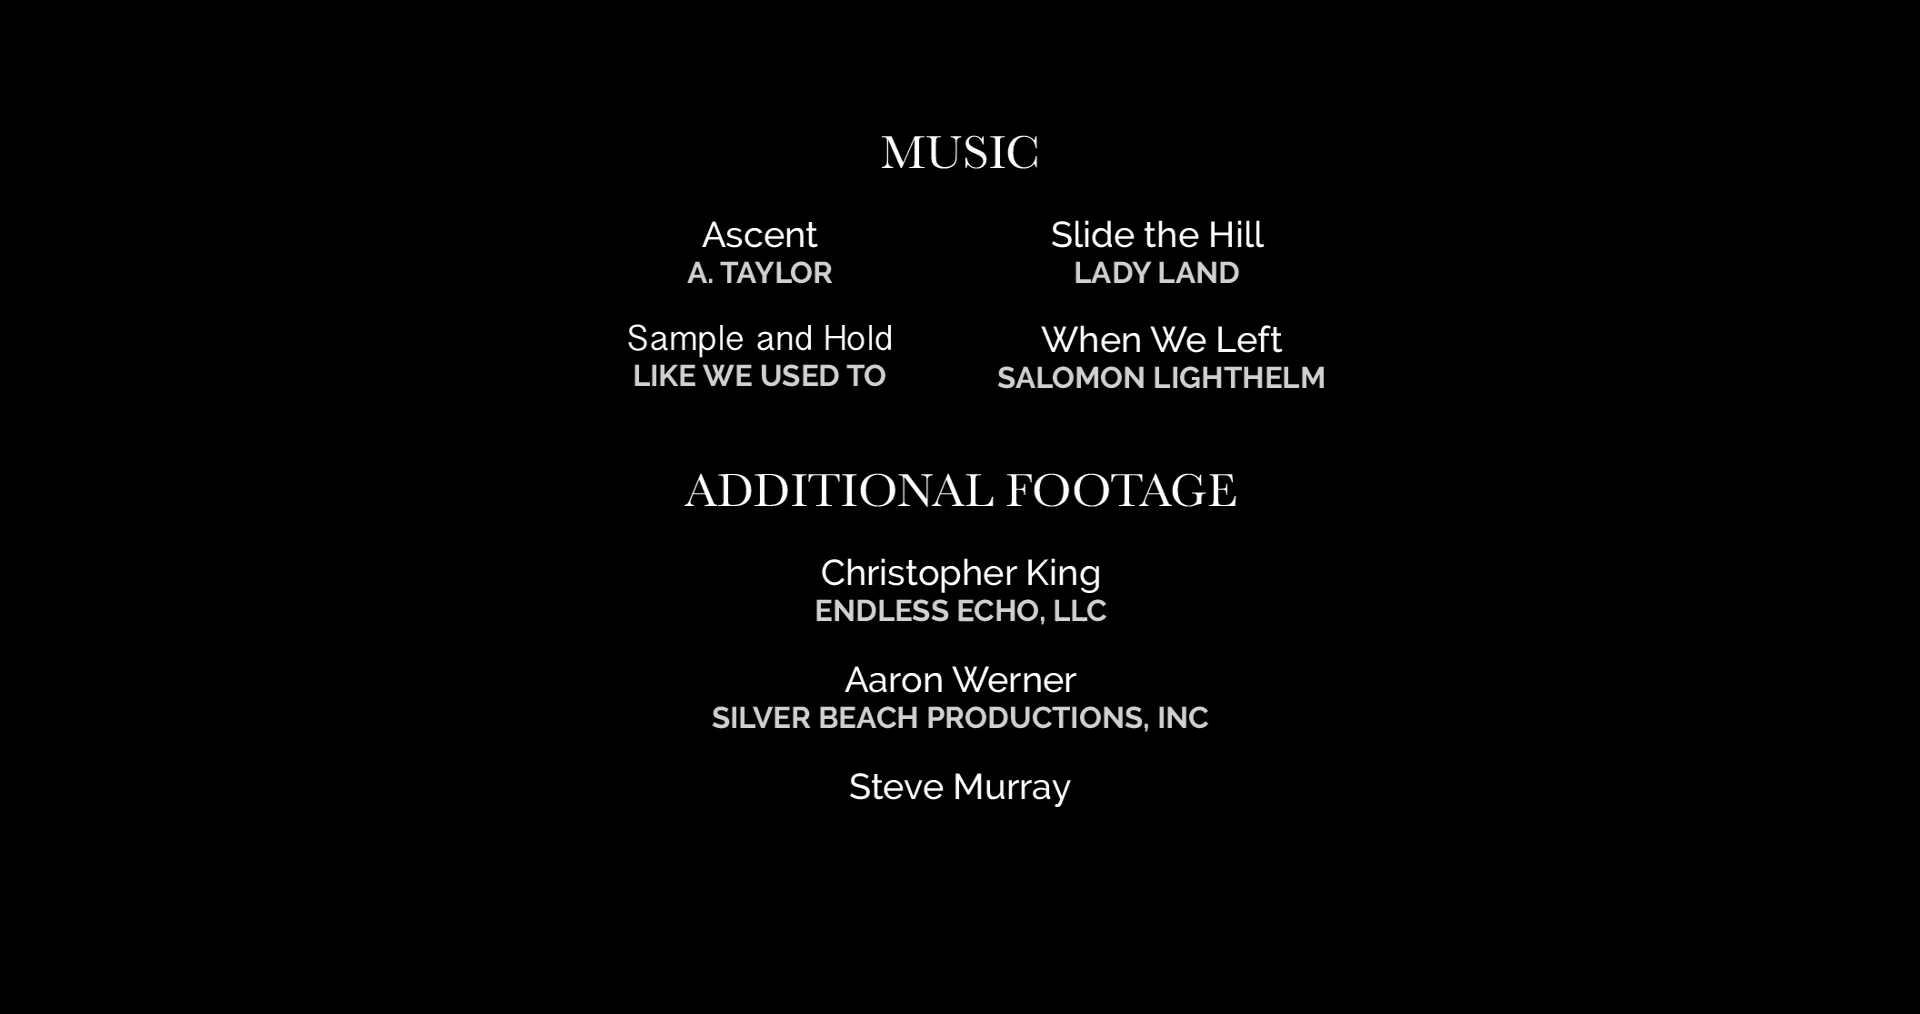 MUSIC
Ascent
A. TAYLOR
Slide the Hill
LADY LAND
Sample and Hold
LIKE WE USED TO
When We Left
SALOMON LIGHTHELM
ADDITIONAL FOOTAGE
Christopher King
ENDLESS ECHO, LLC
Aaron Werner
SILVER BEACH PRODUCTIONS, INC
Steve Murray